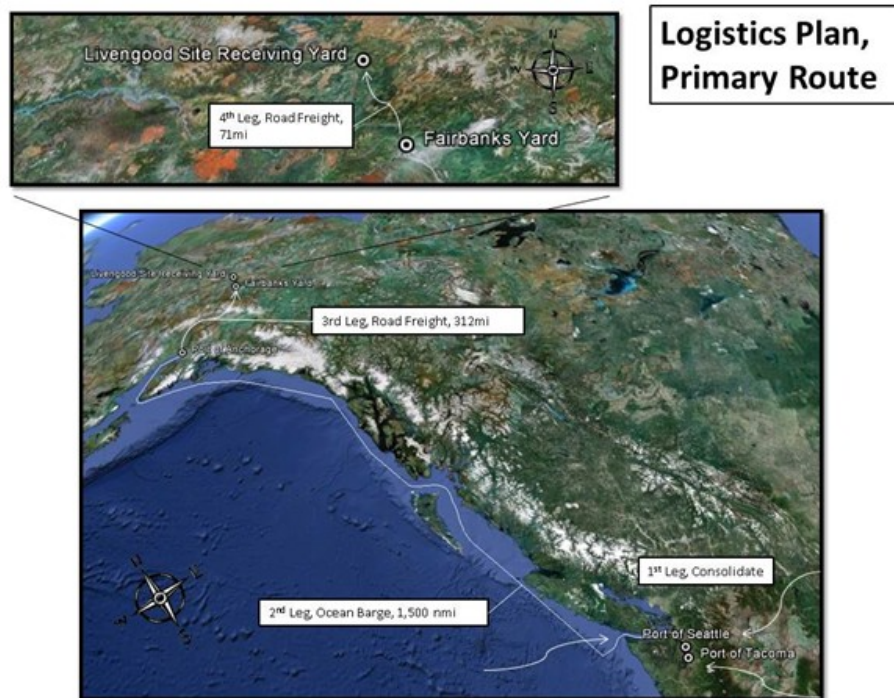 Logistics Plan,
Primary Route
Livengood Site Receiving Yard
4th Leg, Road Freight,
71mi
Fairbanks Yard
N
W
E
S
Livengood Site Receiving Yard
Fairbanks Yard
3rd Leg, Road Freight, 312mi
Port of Anchorage
1st Leg, Consolidate
2nd Leg, Ocean Barge, 1,500 nmi
Port of Seattle
Port of Tacoma